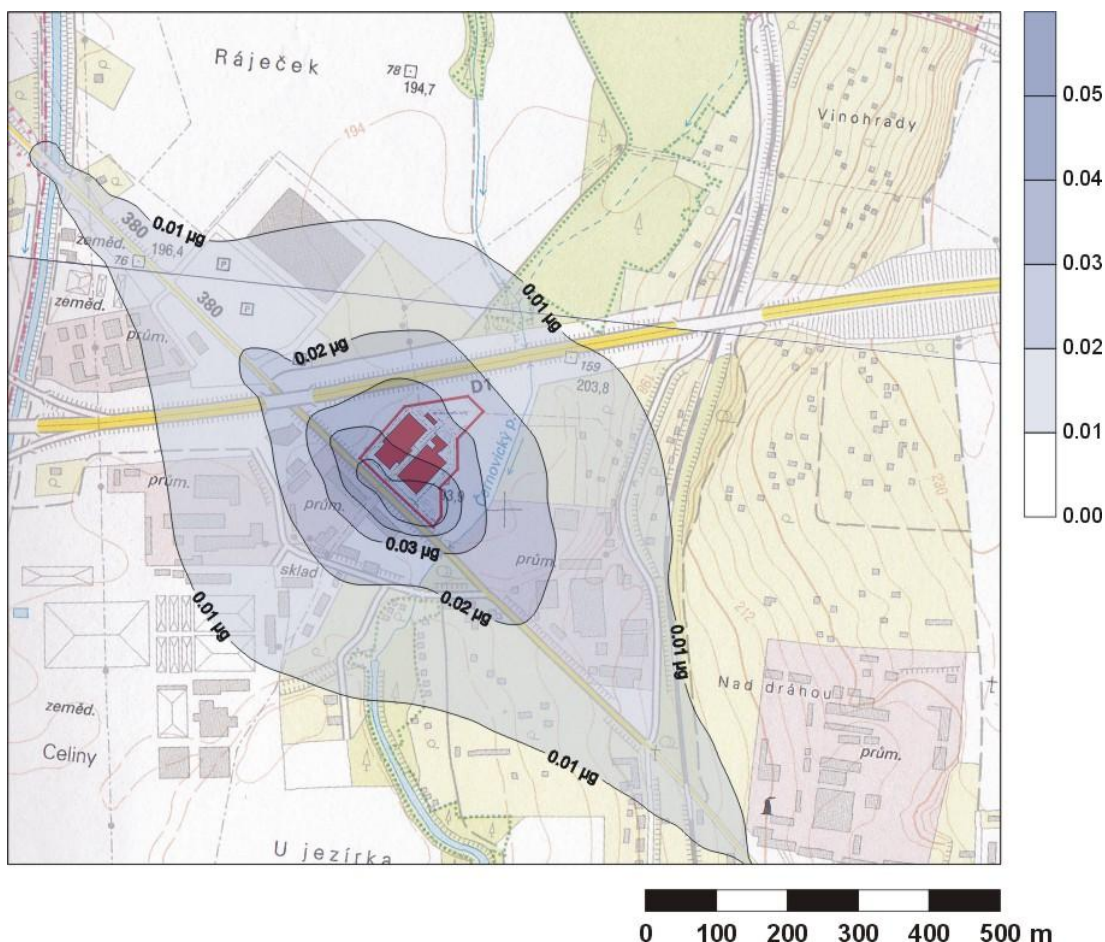 Ráječek
78
194,7
194
Vinohrady
0.05
0.04
0.03
0.02
0.01
0.00
0.01 µg
380
zeměd.
196,4
76
P
380
P
zeměd.
prům.
0.01 µg
0.02 µg
D1
159
203,8
Černovický p.
prům.
prům.
0.03 µg
sklad
prům.
230
0.02 µg
0.01 µg
212
0.01 µg
Nad dráhou
zeměd.
Celiny
0.01 µg
prům.
U jezírka
0 100 200 300 400 500 m